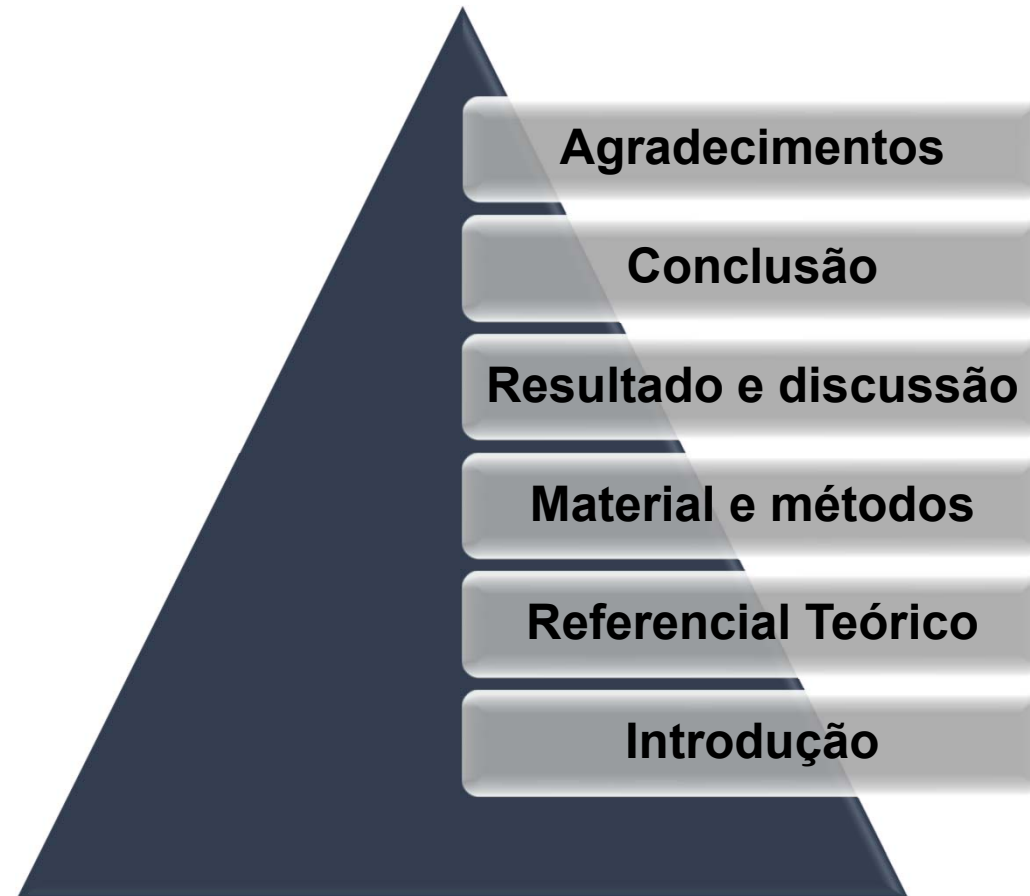 Agradecimentos
Conclusão
Resultado e discussão
Material e métodos
Referencial Teórico
Introdução